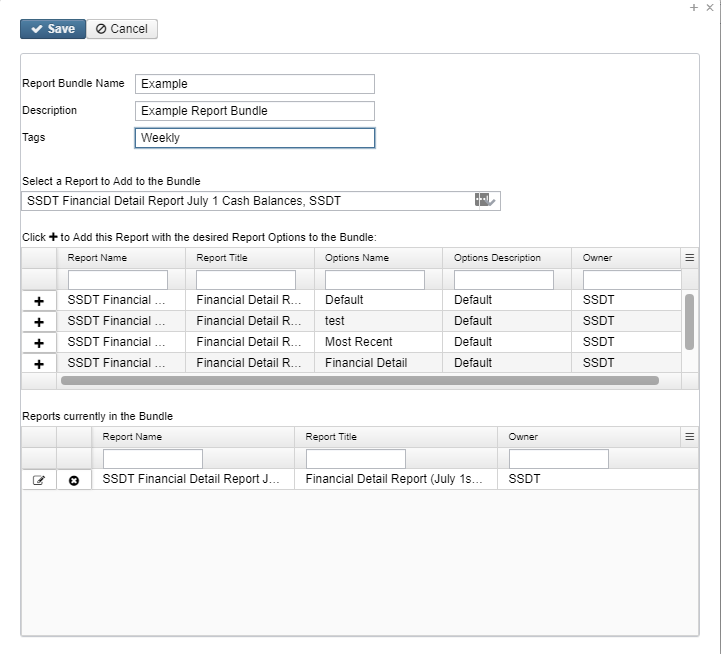 Save Cancel
Report Bundle Name Example
Description Example Report Bundle
Tags Weekly
Select a Report to Add to the Bundle
SSDT Financial Detail Report July 1 Cash Balances, SSDT
Click + to Add this Report with the desired Report Options to the Bundle:
Report Name Report Title Options Name Options Description Owner
SSDT Financial ... Financial Detail R... Default Default SSDT
SSDT Financial ... Financial Detail R... test Default SSDT
SSDT Financial ... Financial Detail R... Most Recent Default SSDT
SSDT Financial ... Financial Detail R... Financial Detail Default SSDT
Reports currently in the Bundle
Report Name Report Title Owner
SSDT Financial Detail Report J... Financial Detail Report (July 1s... SSDT